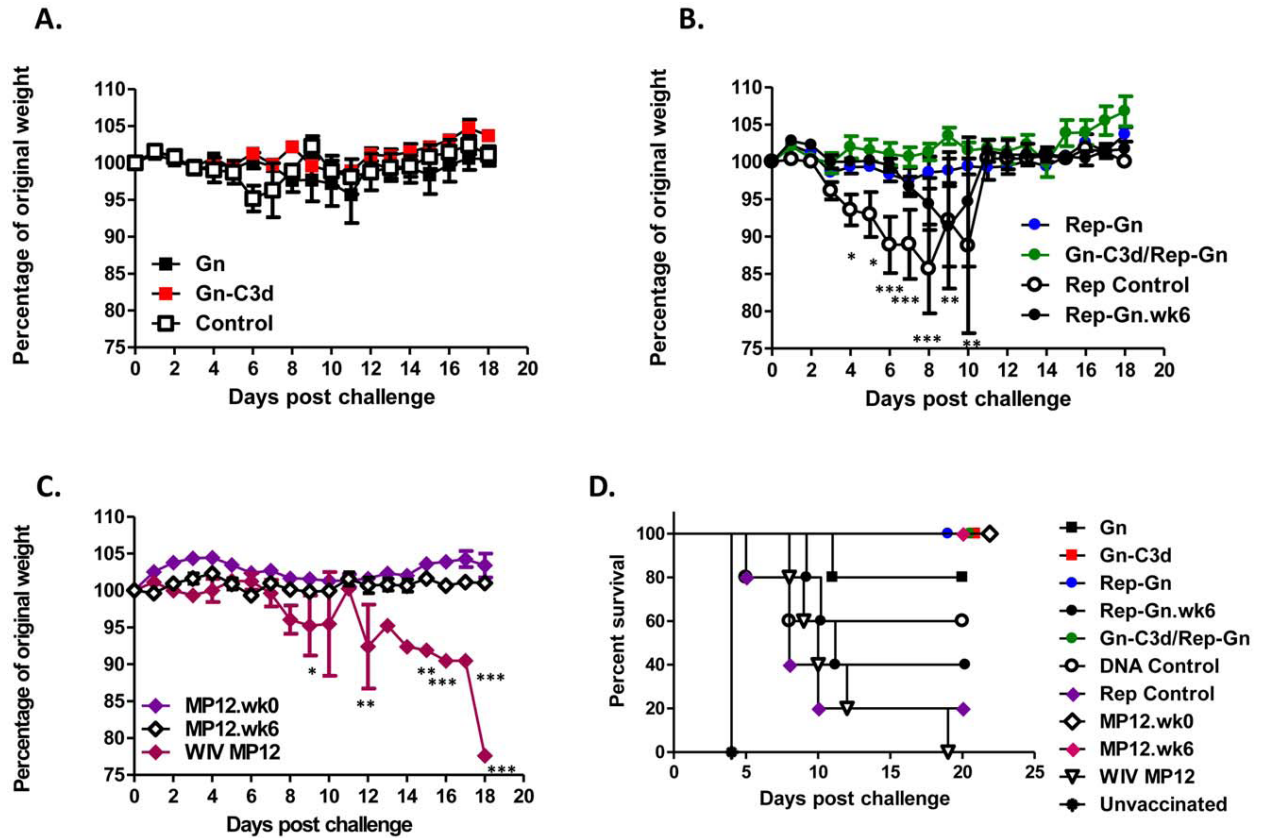 A.
Percentage of original weight
110
105
100
95
90
85
80
75
Gn
Gn-C3d
Control
0 2 4 6 8 10 12 14 16 18 20
Days post challenge
B.
Percentage of original weight
110
105
100
95
90
85
80
75
Rep-Gn
Gn-C3d/Rep-Gn
Rep Control
Rep-Gn.wk6
*
*
***
***
***
**
**
0 2 4 6 8 10 12 14 16 18 20
Days post challenge
C.
Percentage of original weight
110
105
100
95
90
85
80
75
MP12.wk0
MP12.wk6
WIV MP12
*
**
**
***
***
***
0 2 4 6 8 10 12 14 16 18 20
Days post challenge
D.
Percent survival
100
80
60
40
20
0
0 5 10 15 20 25
Days post challenge
Gn
Gn-C3d
Rep-Gn
Rep-Gn.wk6
Gn-C3d/Rep-Gn
DNA Control
Rep Control
MP12.wk0
MP12.wk6
WIV MP12
Unvaccinated